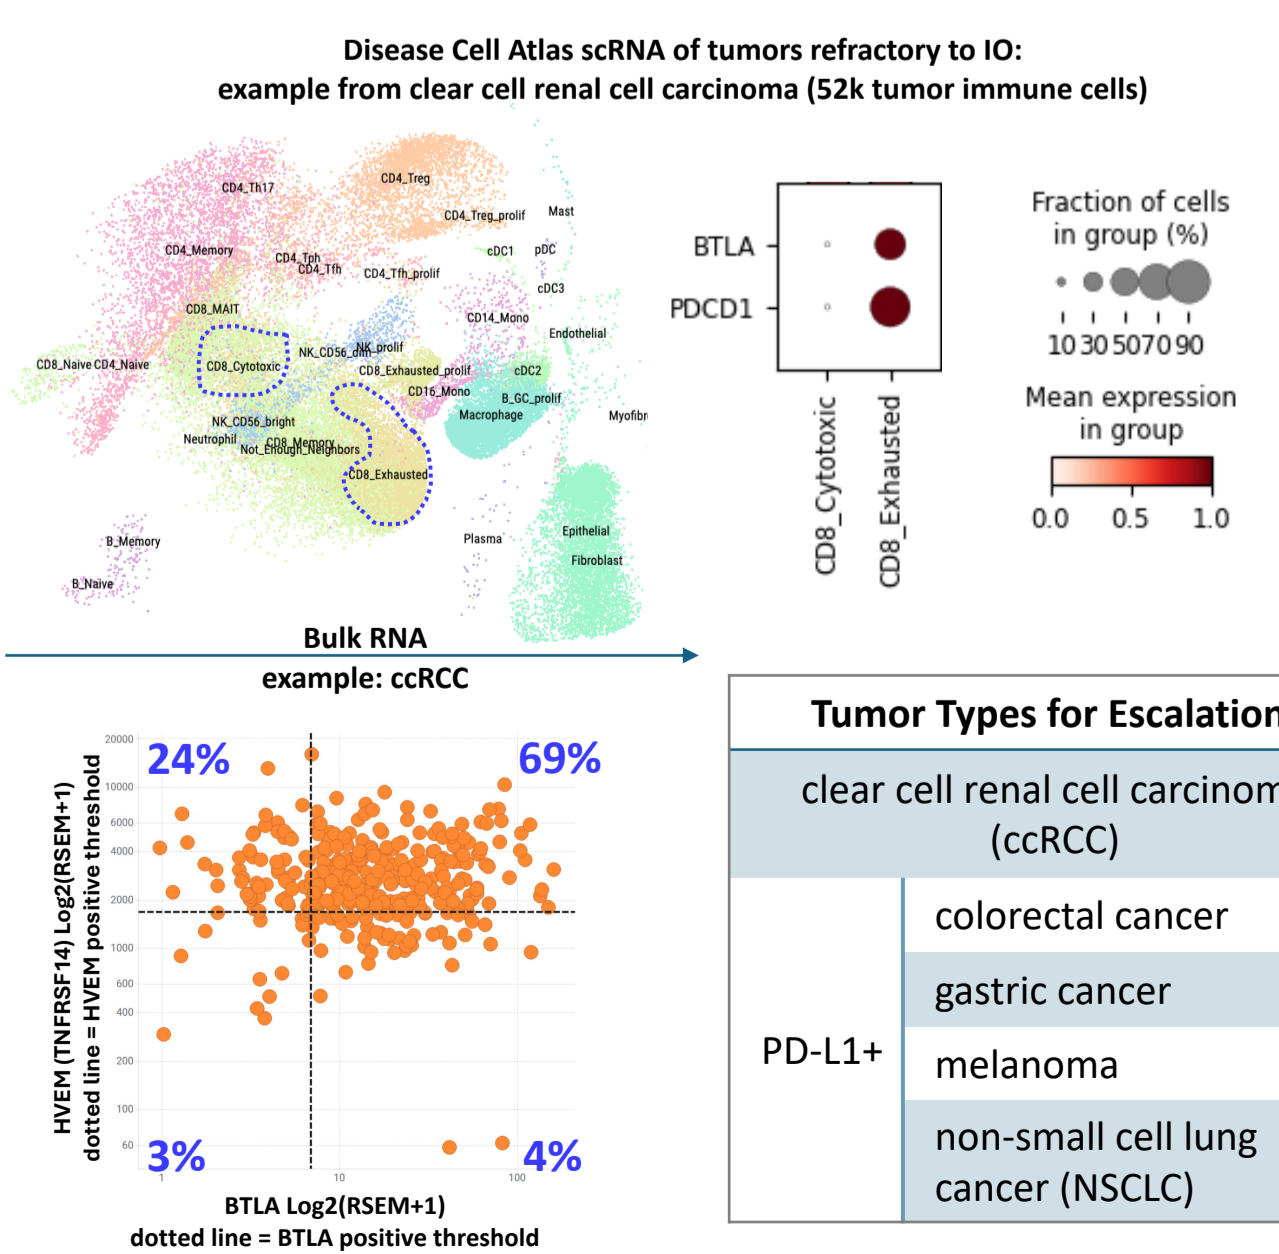 Disease Cell Atlas scRNA of tumors refractory to IO:
example from clear cell renal cell carcinoma (52k tumor immune cells)
CD4_Th17
CD4_Treg
CD4_Treg_prolif
Mast
CD4_Memory
CD4_Tph
CD4_Tfh
CD4_Tfh_prolif
cDC1
pDC
cDC3
CD8_MAIT
CD14_Mono
Endothelial
CD8_Naive
CD4_Naive
CD8_Cytotoxic
NK_CD56_dim
NK_prolif
CD8_Exhausted_prolif
cDC2
CD16_Mono
B_GC_prolif
Macrophage
Myofibr
NK_CD56_bright
Neutrophil
CD8_Memory
Not_Enough_Neighbors
CD8_Exhausted
B_Memory
Plasma
Epithelial
Fibroblast
B_Naive
BTLA
PDCD1
CD8_Cytotoxic
CD8_Exhausted
Fraction of cells
in group (%)
10 30 50 70 90
Mean expression
in group
0.0 0.5 1.0
Bulk RNA
example: ccRCC
24%
69%
3%
4%
HVEM (TNFRSF14) Log2(RSEM+1)
dotted line = HVEM positive threshold
20000
10000
6000
4000
2000
1000
600
400
200
100
60
1 10 100
BTLA Log2(RSEM+1)
dotted line = BTLA positive threshold
Tumor Types for Escalation
clear cell renal cell carcinom
(ccRCC)
PD-L1+
colorectal cancer
gastric cancer
melanoma
non-small cell lung
cancer (NSCLC)